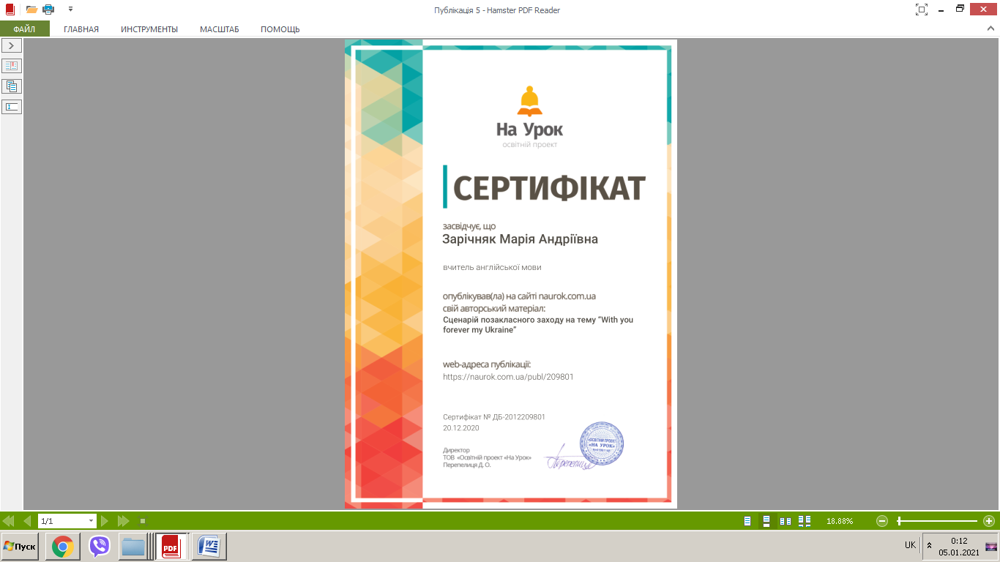 Публікація 5 - Hamster PDF Reader
ФАЙЛ ГЛАВНАЯ ИНСТРУМЕНТЫ МАСШТАБ ПОМОЩЬ
На Урок
освітній проект
СЕРТИФІКАТ
засвідчує, що
Зарічняк Марія Андріївна
вчитель англійської мови
опублікував(ла) на сайті naurok.com.ua
свій авторський матеріал:
Сценарій позакласного заходу на тему “With you
forever my Ukraine”
web-адреса публікації:
https://naurok.com.ua/publ/209801
Сертифікат № ДБ-2012209801
20.12.2020
Директор
ТОВ «Освітній проект «На Урок»
Перепелиця Д. О.
ОСВІТНІЙ ПРОЕКТ
«НА УРОК»
1/1
18.88%
Пуск
PDF
UK
0:12
05.01.2021